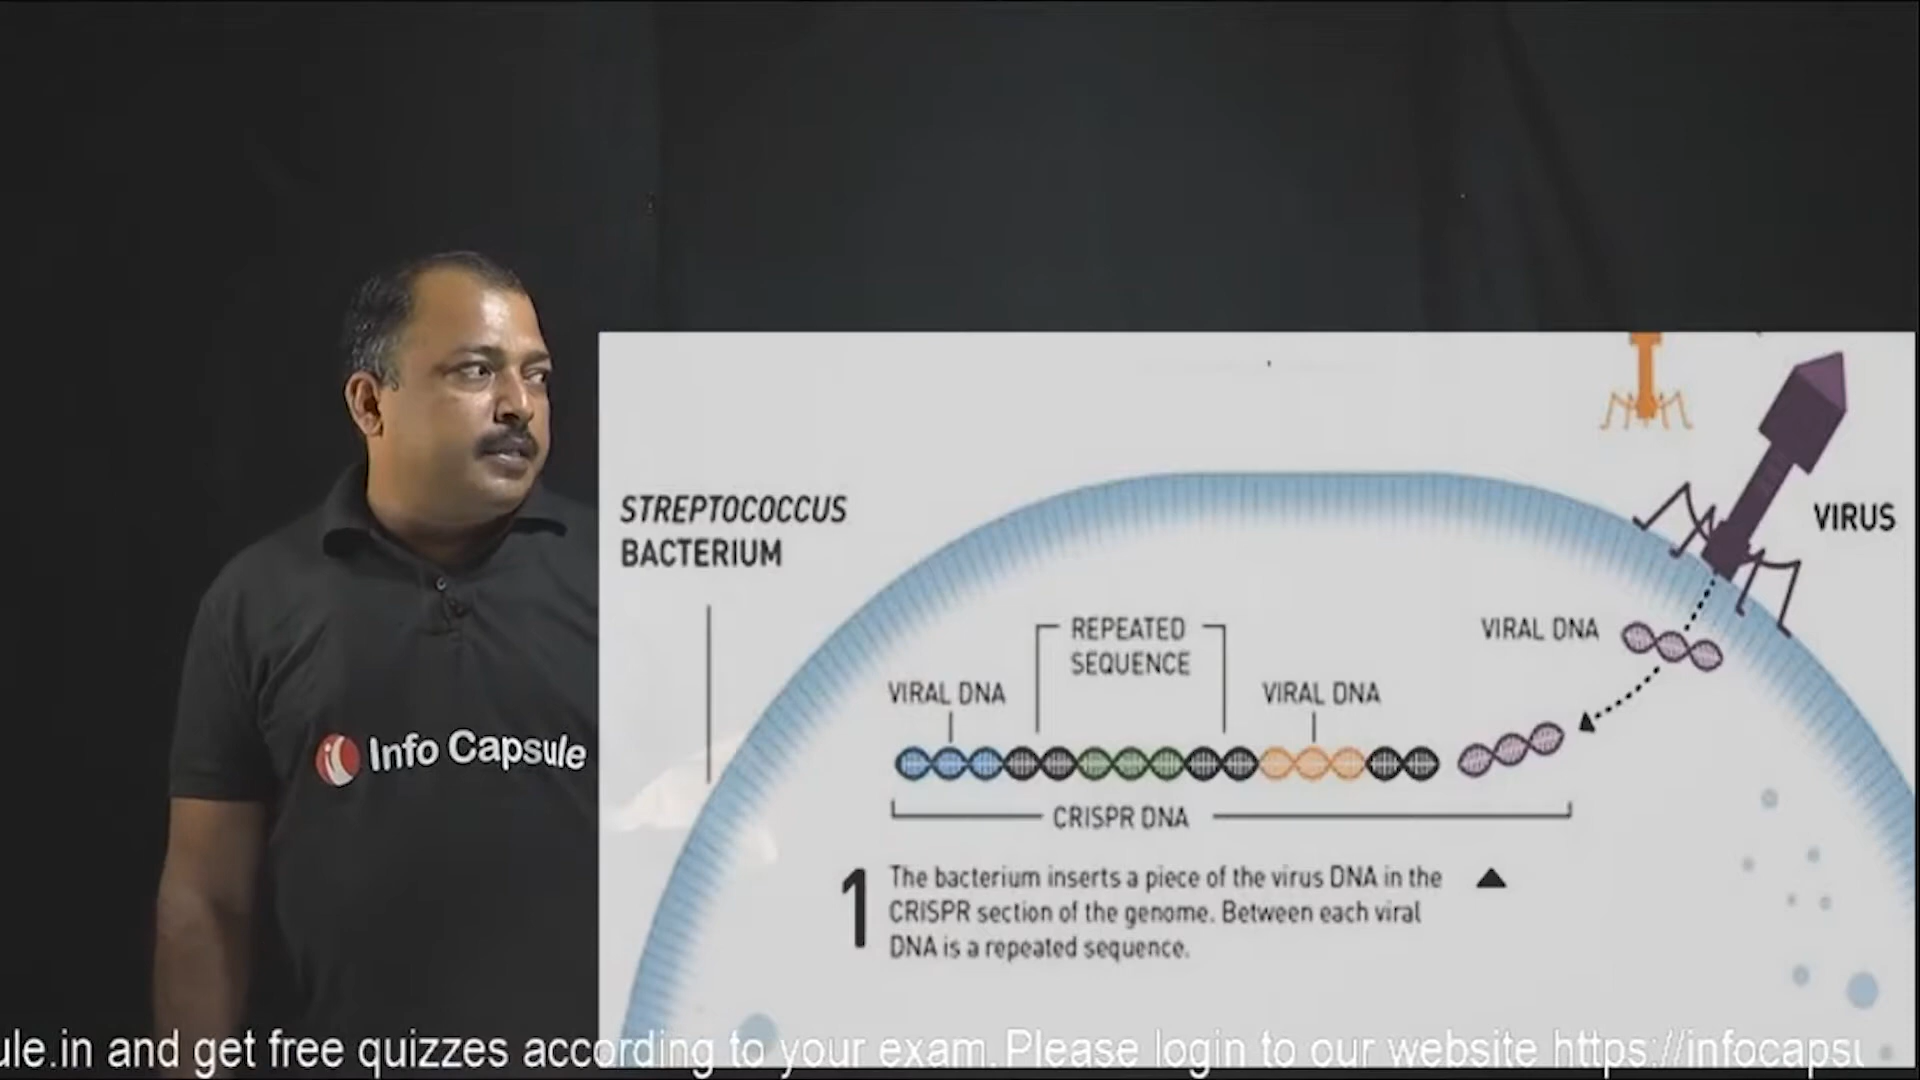 STREPTOCOCCUS
BACTERIUM
VIRUS
VIRAL DNA
REPEATED
SEQUENCE
VIRAL DNA
VIRAL DNA
CRISPR DNA
1
The bacterium inserts a piece of the virus DNA in the
CRISPR section of the genome. Between each viral
DNA is a repeated sequence.
Info Capsule
ule.in and get free quizzes according to your exam. Please login to our website https://infocapsu